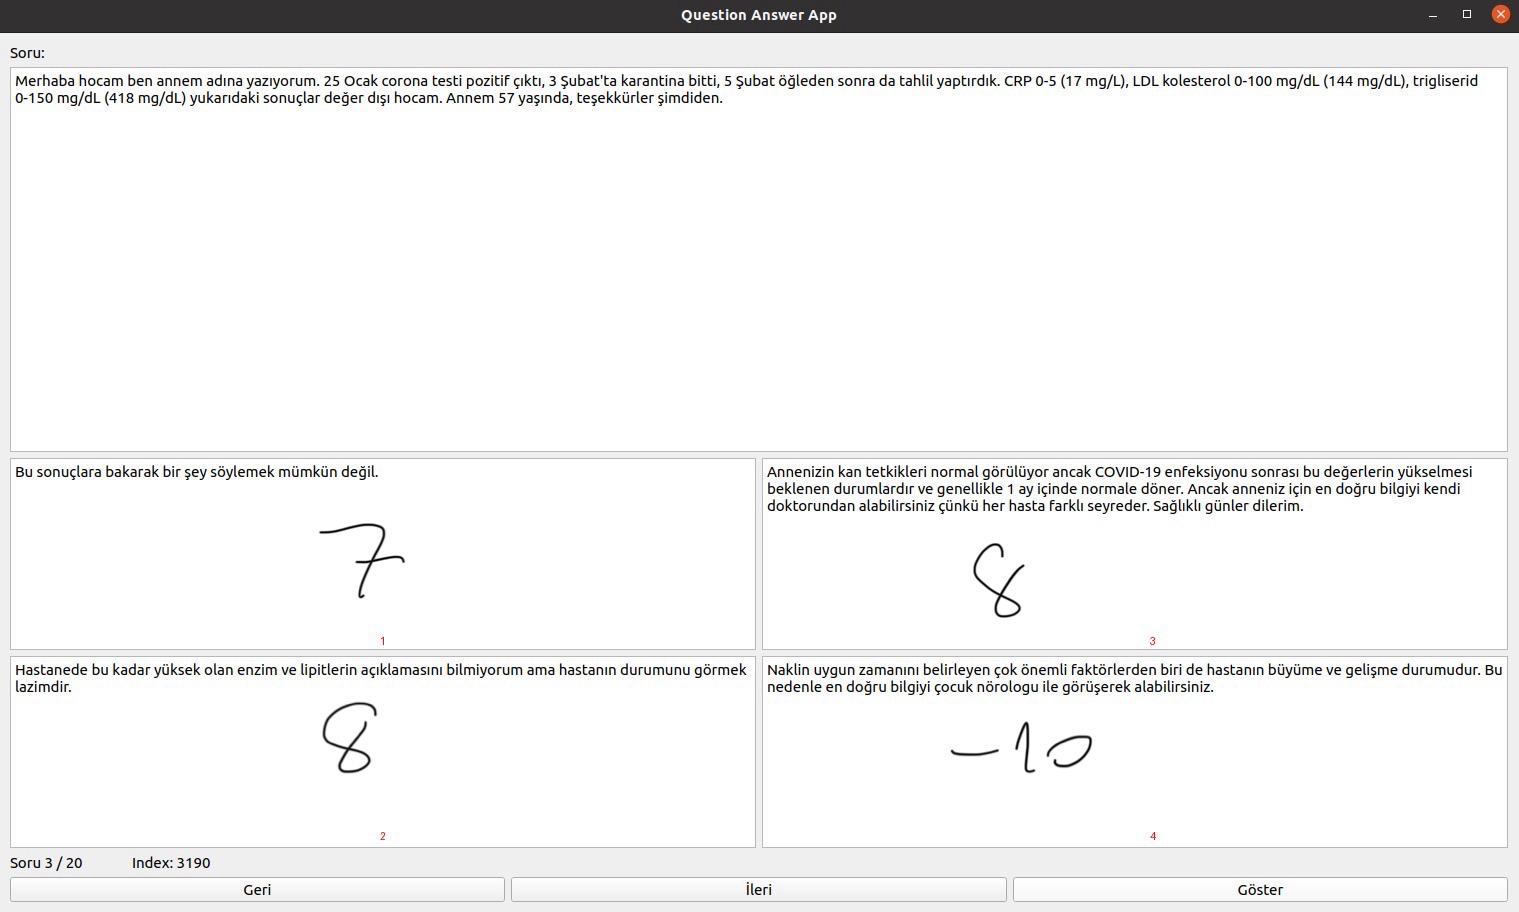 Question Answer App
Soru:
Merhaba hocam ben annem adına yazıyorum. 25 Ocak corona testi pozitif çıktı, 3 Şubat'ta karantina bitti, 5 Şubat öğleden sonra da tahlil yaptırdık. CRP 0-5 (17 mg/L), LDL kolesterol 0-100 mg/dL (144 mg/dL), trigliserid
0-150 mg/dL (418 mg/dL) yukarıdaki sonuçlar değer dışı hocam. Annem 57 yaşında, teşekkürler şimdiden.
Bu sonuçlara bakarak bir şey söylemek mümkün değil.
7
1
Annenizin kan tetkikleri normal görülüyor ancak COVID-19 enfeksiyonu sonrası bu değerlerin yükselmesi
beklenen durumlardır ve genellikle 1 ay içinde normale döner. Ancak anneniz için en doğru bilgiyi kendi
doktorundan alabilirsiniz çünkü her hasta farklı seyreder. Sağlıklı günler dilerim.
8
3
Hastanede bu kadar yüksek olan enzim ve lipitlerin açıklamasını bilmiyorum ama hastanın durumunu görmek
lazimdir.
8
2
Naklin uygun zamanını belirleyen çok önemli faktörlerden biri de hastanın büyüme ve gelişme durumudur. Bu
nedenle en doğru bilgiyi çocuk nörologu ile görüşerek alabilirsiniz.
-10
4
Soru 3 / 20 Index: 3190
Geri İleri Göster